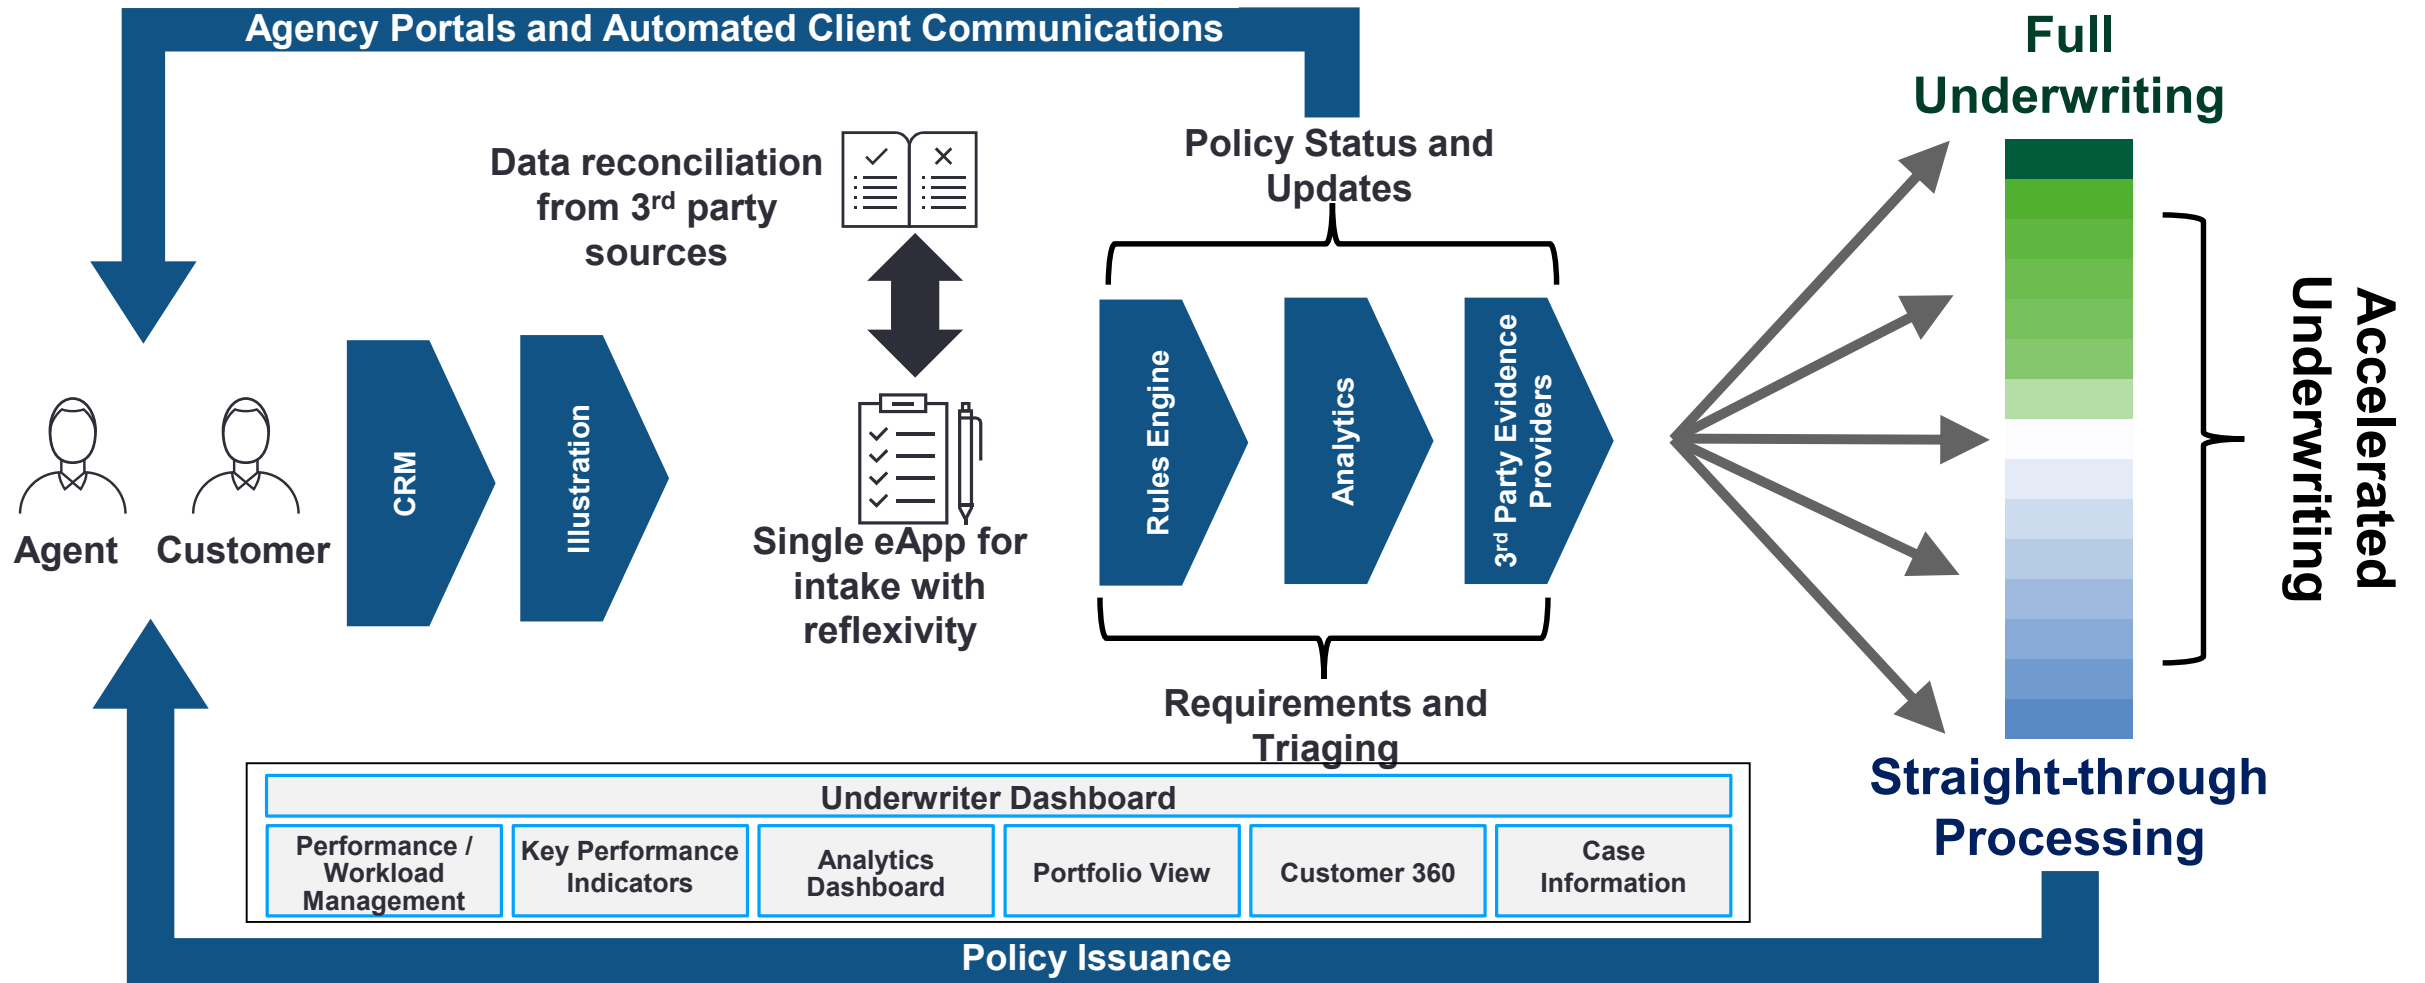 Agency Portals and Automated Client Communications
Full
Underwriting
Data reconciliation
from 3rd party
sources
Policy Status and
Updates
Agent
Customer
CRM
Illustration
Single eApp for
intake with
reflexivity
Rules Engine
Analytics
3rd Party Evidence
Providers
Accelerated
Underwriting
Requirements and
Triaging
Straight-through
Processing
Underwriter Dashboard
Performance /
Workload
Management
Key Performance
Indicators
Analytics
Dashboard
Portfolio View
Customer 360
Case
Information
Policy Issuance